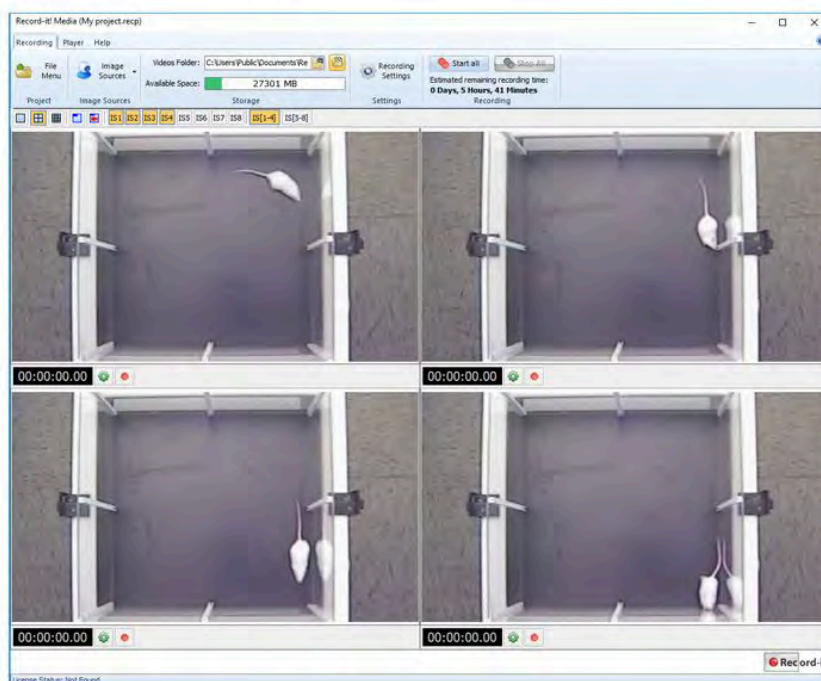 Record-it! Media (My project.recp)
Recording Player Help
File Menu
Image Sources
Videos Folder: C:\Users\Public\Documents\Re
Available Space: 27301 MB
Recording Settings
Start all Stop All
Estimated remaining recording time:
0 Days, 5 Hours, 41 Minutes
Project Image Sources Storage Settings Recording
IS1 IS2 IS3 IS4 IS5 IS6 IS7 IS8 IS[1-4] IS[5-8]
00:00:00.00 00:00:00.00
00:00:00.00 00:00:00.00
Record-i
License Status: Not Found